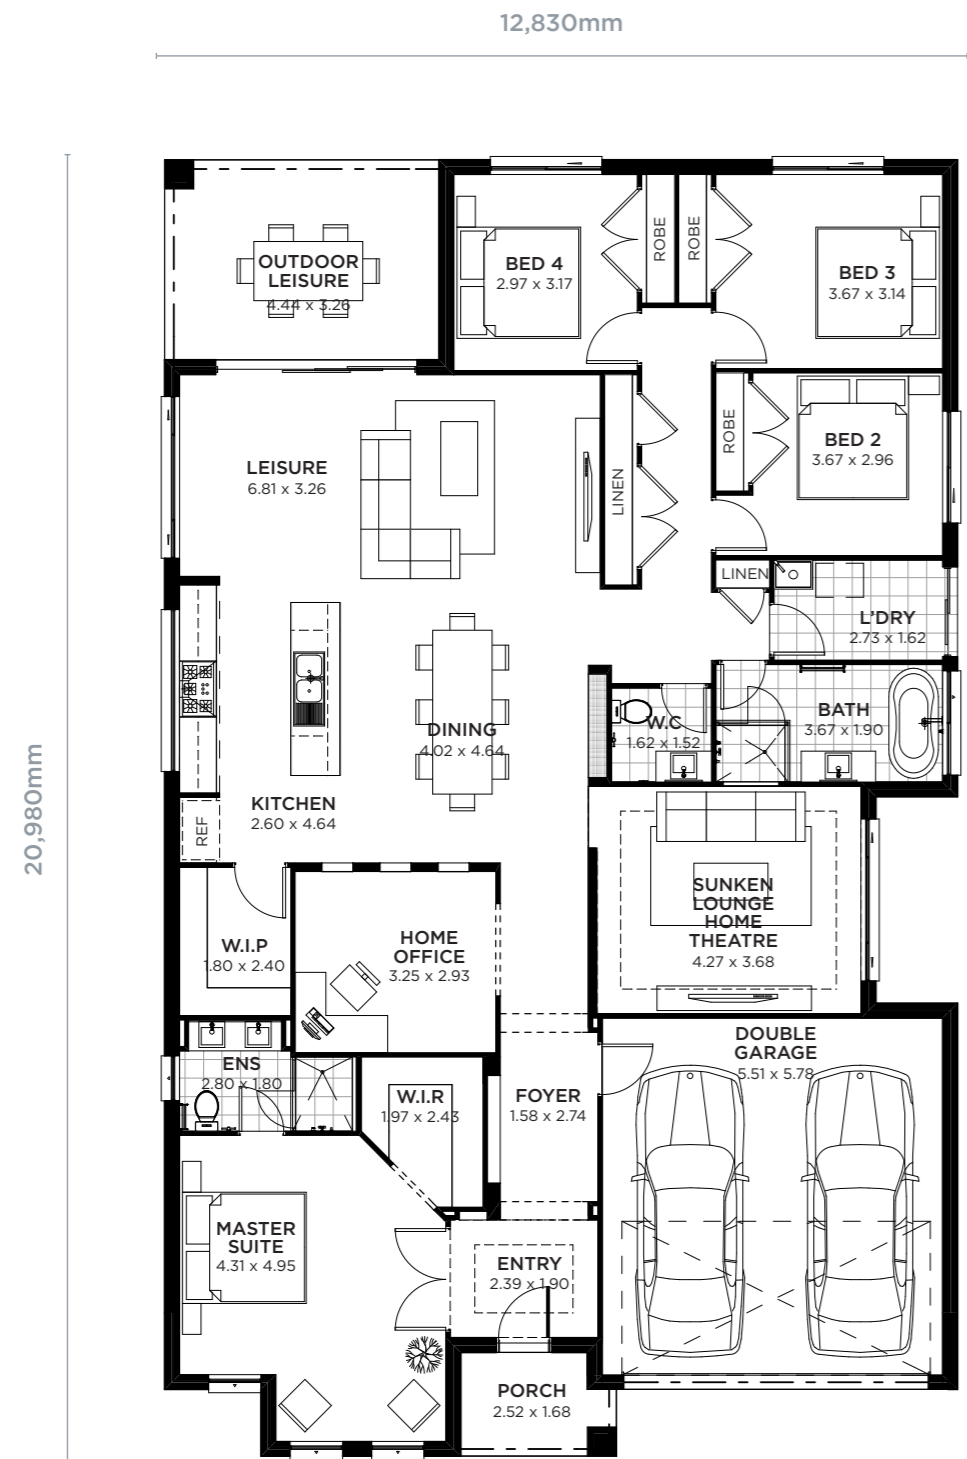 12,830mm
20,980mm
OUTDOOR
LEISURE
4.44 x 3.26
BED 4
2.97 x 3.17
ROBE
ROBE
BED 3
3.67 x 3.14
LEISURE
6.81 x 3.26
LINEN
ROBE
BED 2
3.67 x 2.96
LINEN
L'DRY
2.73 x 1.62
DINING
4.02 x 4.64
W.C
1.62 x 1.52
BATH
3.67 x 1.90
KITCHEN
2.60 x 4.64
REF
SUNKEN
LOUNGE
HOME
THEATRE
4.27 x 3.68
W.I.P
1.80 x 2.40
HOME
OFFICE
3.25 x 2.93
DOUBLE
GARAGE
5.51 x 5.78
ENS
2.80 x 1.80
W.I.R
1.97 x 2.43
FOYER
1.58 x 2.74
MASTER
SUITE
4.31 x 4.95
ENTRY
2.39 x 1.90
PORCH
2.52 x 1.68